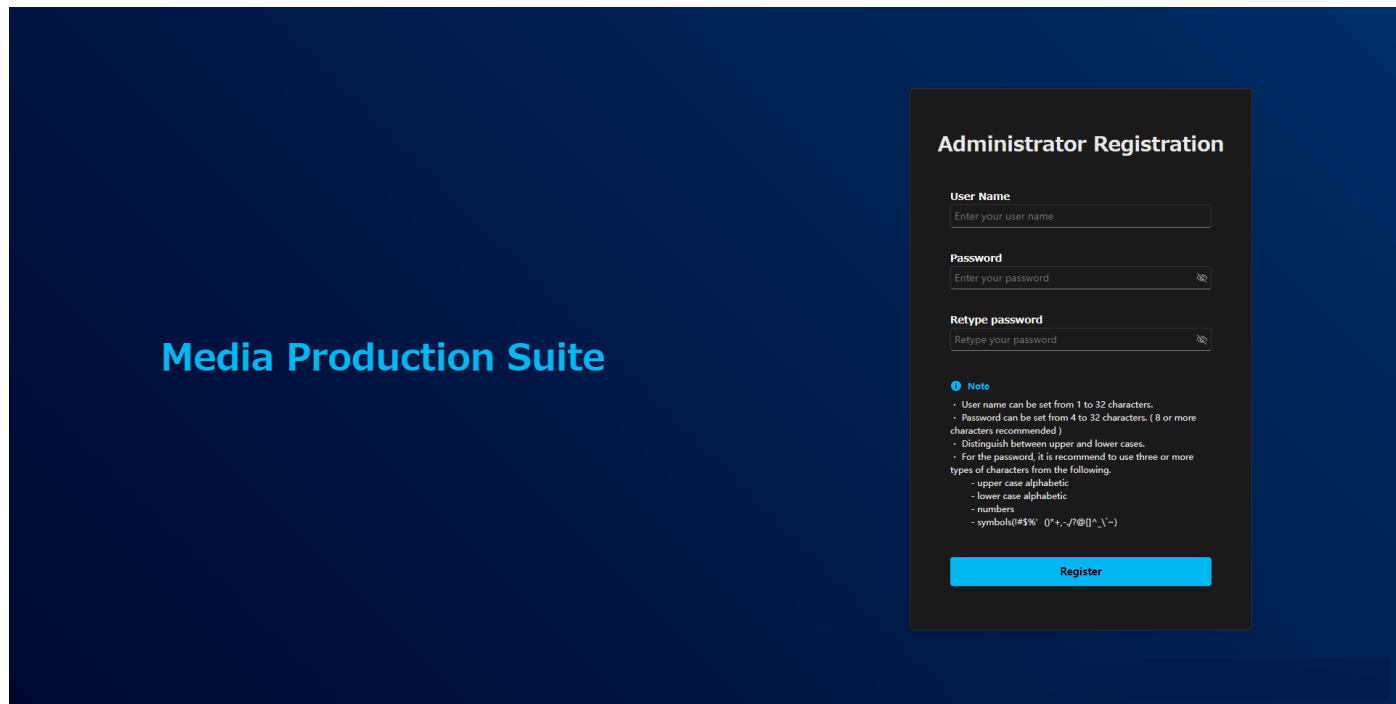 Media Production Suite
Administrator Registration
User Name
Enter your user name
Password
Enter your password
Retype password
Retype your password
Note
・ User name can be set from 1 to 32 characters.
・ Password can be set from 4 to 32 characters. ( 8 or more
characters recommended )
・ Distinguish between upper and lower cases.
・ For the password, it is recommend to use three or more
types of characters from the following.
- upper case alphabetic
- lower case alphabetic
- numbers
- symbols(!#$%' ()*+,-./?@[]^_\`~)
Register